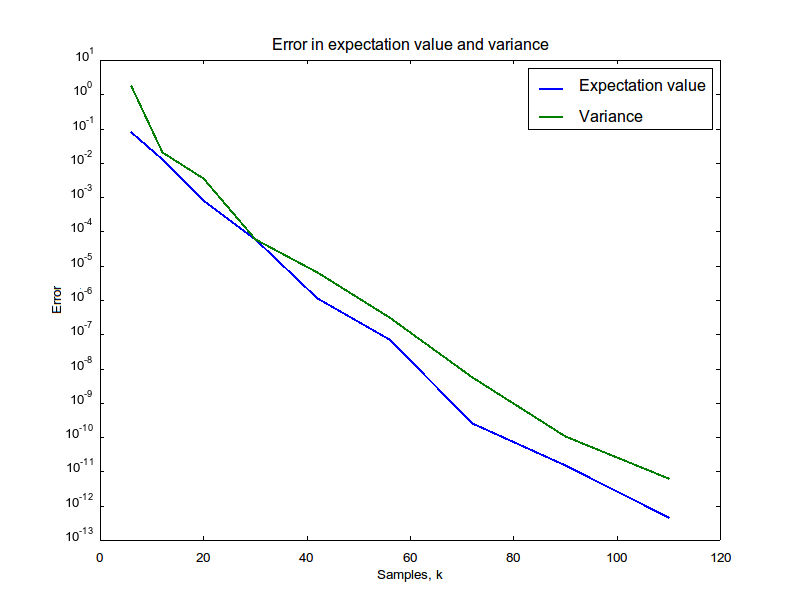 Error in expectation value and variance
Expectation value
Variance
10^1
10^0
10^-1
10^-2
10^-3
10^-4
10^-5
10^-6
10^-7
10^-8
10^-9
10^-10
10^-11
10^-12
10^-13
Error
0 20 40 60 80 100 120
Samples, k